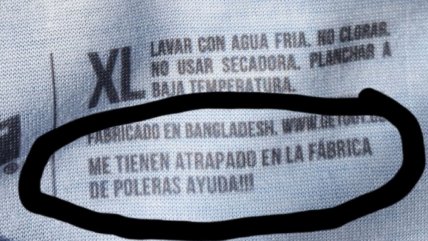 XL
LAVAR CON AGUA FRIA. NO CLORAR.
NO USAR SECADORA. PLANCHAR A
BAJA TEMPERATURA.
FABRICADO EN BANGLADESH.
ME TIENEN ATRAPADO EN LA FÁBRICA
DE POLERAS AYUDA!!!